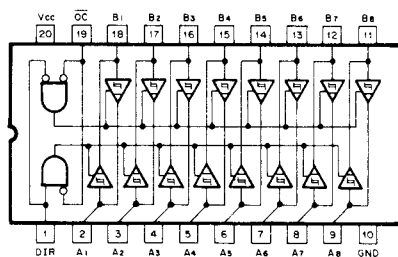 Vcc OC B1 B2 B3 B4 B5 B6 B7 B8
20 19 18 17 16 15 14 13 12 11
1 2 3 4 5 6 7 8 9 10
DIR A1 A2 A3 A4 A5 A6 A7 A8 GND